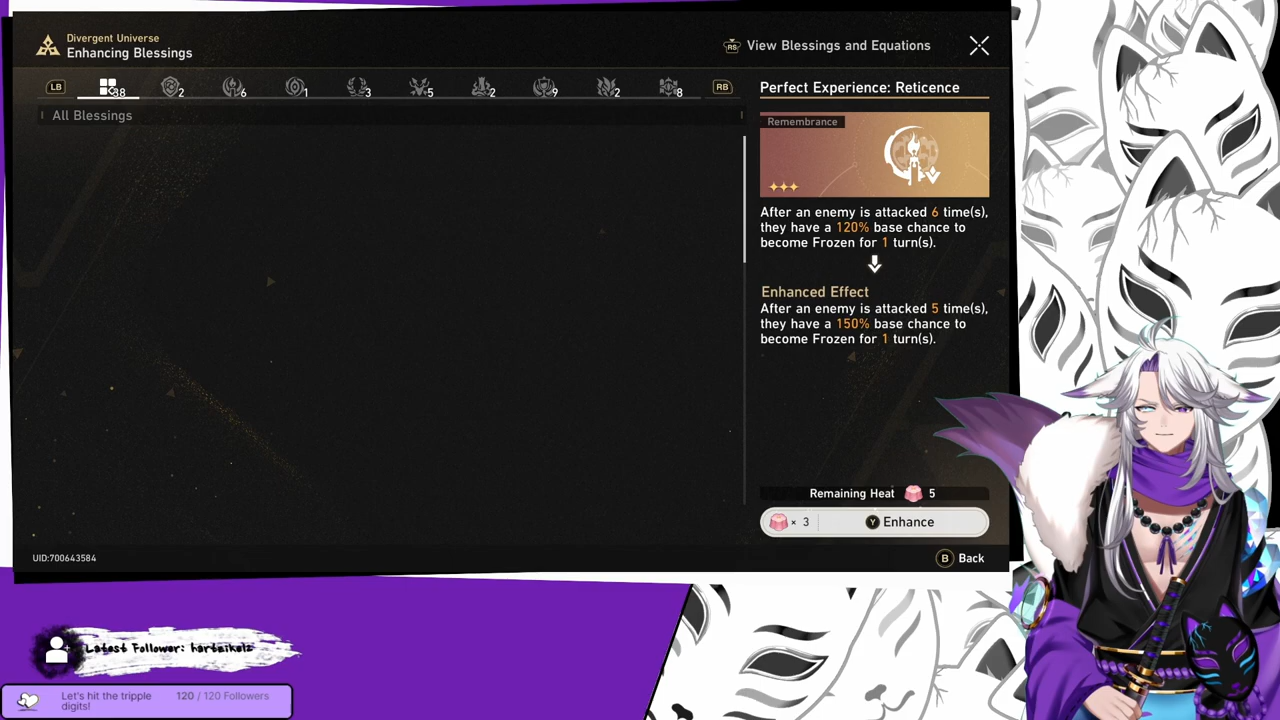 Divergent Universe
Enhancing Blessings
RS View Blessings and Equations
LB 38 2 6 1 3 5 2 9 2 8 RB
All Blessings
Perfect Experience: Reticence
Remembrance
After an enemy is attacked 6 time(s),
they have a 120% base chance to
become Frozen for 1 turn(s).
Enhanced Effect
After an enemy is attacked 5 time(s),
they have a 150% base chance to
become Frozen for 1 turn(s).
Remaining Heat 5
× 3 Y Enhance
UID:700643584
B Back
Latest Follower: hartzikelz
Let's hit the tripple
digits!
120 / 120 Followers